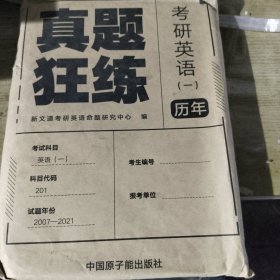 真题
狂练
考研英语(一)
历年
新文道考研英语命题研究中心 编
考试科目
英语(一)
考生编号
科目代码
201
报考单位
试题年份
2007—2021
中国原子能出版社